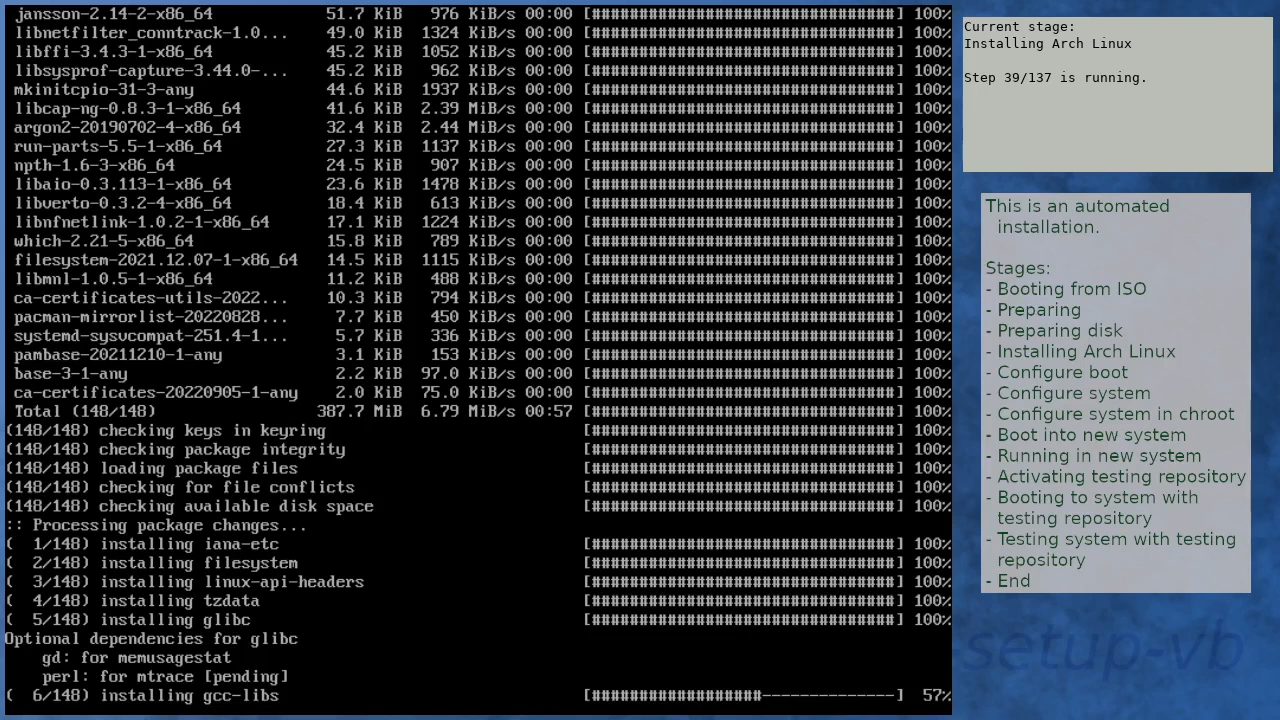 jansson-2.14-2-x86_64 51.7 KiB 976 KiB/s 00:00 [################################] 100%
libnetfilter_conntrack-1.0... 49.0 KiB 1324 KiB/s 00:00 [################################] 100%
libffi-3.4.3-1-x86_64 45.2 KiB 1052 KiB/s 00:00 [################################] 100%
libsysprof-capture-3.44.0-... 45.2 KiB 962 KiB/s 00:00 [################################] 100%
mkinitcpio-31-3-any 44.6 KiB 1937 KiB/s 00:00 [################################] 100%
libcap-ng-0.8.3-1-x86_64 41.6 KiB 2.39 MiB/s 00:00 [################################] 100%
argon2-20190702-4-x86_64 32.4 KiB 2.44 MiB/s 00:00 [################################] 100%
run-parts-5.5-1-x86_64 27.3 KiB 1137 KiB/s 00:00 [################################] 100%
npth-1.6-3-x86_64 24.5 KiB 907 KiB/s 00:00 [################################] 100%
libaio-0.3.113-1-x86_64 23.6 KiB 1478 KiB/s 00:00 [################################] 100%
libverto-0.3.2-4-x86_64 18.4 KiB 613 KiB/s 00:00 [################################] 100%
libnfnetlink-1.0.2-1-x86_64 17.1 KiB 1224 KiB/s 00:00 [################################] 100%
which-2.21-5-x86_64 15.8 KiB 789 KiB/s 00:00 [################################] 100%
filesystem-2021.12.07-1-x86_64 14.5 KiB 1115 KiB/s 00:00 [################################] 100%
libmnl-1.0.5-1-x86_64 11.2 KiB 488 KiB/s 00:00 [################################] 100%
ca-certificates-utils-2022... 10.3 KiB 794 KiB/s 00:00 [################################] 100%
pacman-mirrorlist-20220828... 7.7 KiB 450 KiB/s 00:00 [################################] 100%
systemd-sysvcompat-251.4-1... 5.7 KiB 336 KiB/s 00:00 [################################] 100%
pambase-20211210-1-any 3.1 KiB 153 KiB/s 00:00 [################################] 100%
base-3-1-any 2.2 KiB 97.0 KiB/s 00:00 [################################] 100%
ca-certificates-20220905-1-any 2.0 KiB 75.0 KiB/s 00:00 [################################] 100%
Total (148/148) 387.7 MiB 6.79 MiB/s 00:57 [################################] 100%
(148/148) checking keys in keyring [################################] 100%
(148/148) checking package integrity [################################] 100%
(148/148) loading package files [################################] 100%
(148/148) checking for file conflicts [################################] 100%
(148/148) checking available disk space [################################] 100%
:: Processing package changes...
(  1/148) installing iana-etc [################################] 100%
(  2/148) installing filesystem [################################] 100%
(  3/148) installing linux-api-headers [################################] 100%
(  4/148) installing tzdata [################################] 100%
(  5/148) installing glibc [################################] 100%
Optional dependencies for glibc
gd: for memusagestat
perl: for mtrace [pending]
(  6/148) installing gcc-libs [##################--------------] 57%
Current stage:
Installing Arch Linux
Step 39/137 is running.
This is an automated
installation.
Stages:
- Booting from ISO
- Preparing
- Preparing disk
- Installing Arch Linux
- Configure boot
- Configure system
- Configure system in chroot
- Boot into new system
- Running in new system
- Activating testing repository
- Booting to system with
testing repository
- Testing system with testing
repository
- End
setup-vb